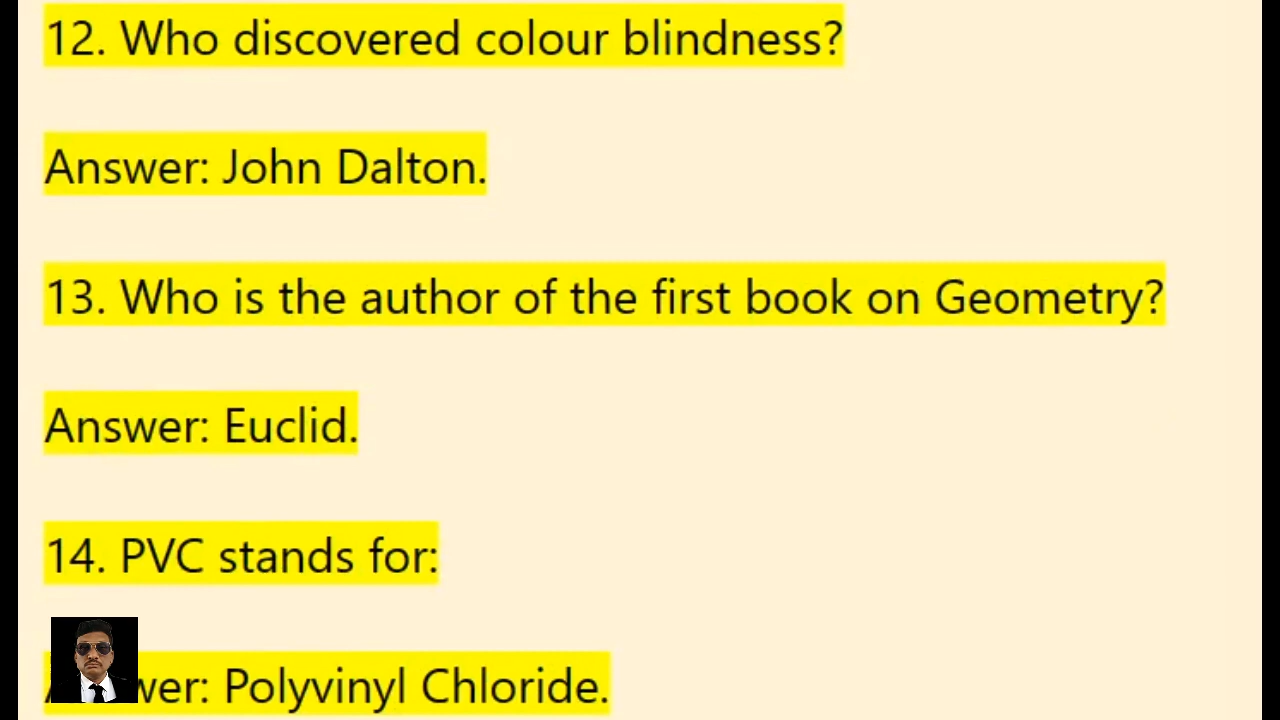 12. Who discovered colour blindness?
Answer: John Dalton.
13. Who is the author of the first book on Geometry?
Answer: Euclid.
14. PVC stands for:
wer: Polyvinyl Chloride.